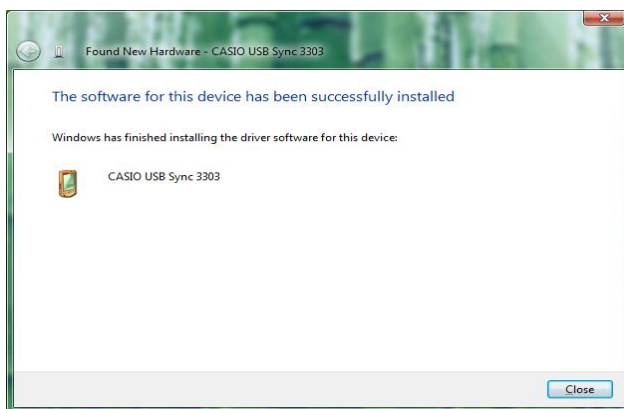 Found New Hardware - CASIO USB Sync 3303
The software for this device has been successfully installed
Windows has finished installing the driver software for this device:
CASIO USB Sync 3303
Close